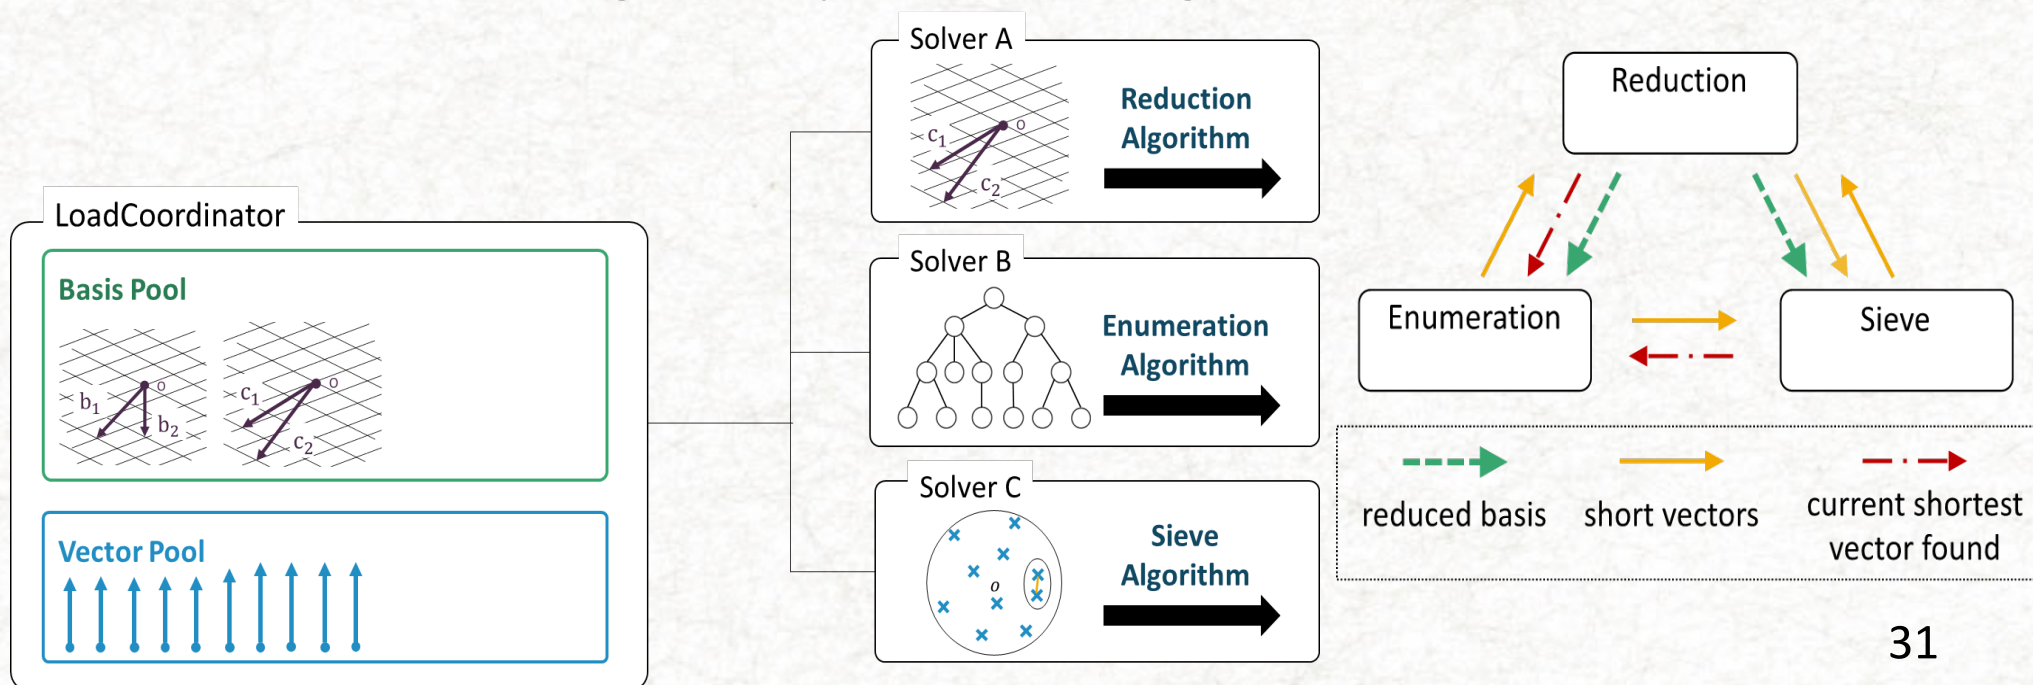 LoadCoordinator
Basis Pool
o
b1
b2
o
c1
c2
Vector Pool
Solver A
o
c1
c2
Reduction
Algorithm
Solver B
Enumeration
Algorithm
Solver C
o
Sieve
Algorithm
Reduction
Enumeration
Sieve
reduced basis
short vectors
current shortest
vector found
31